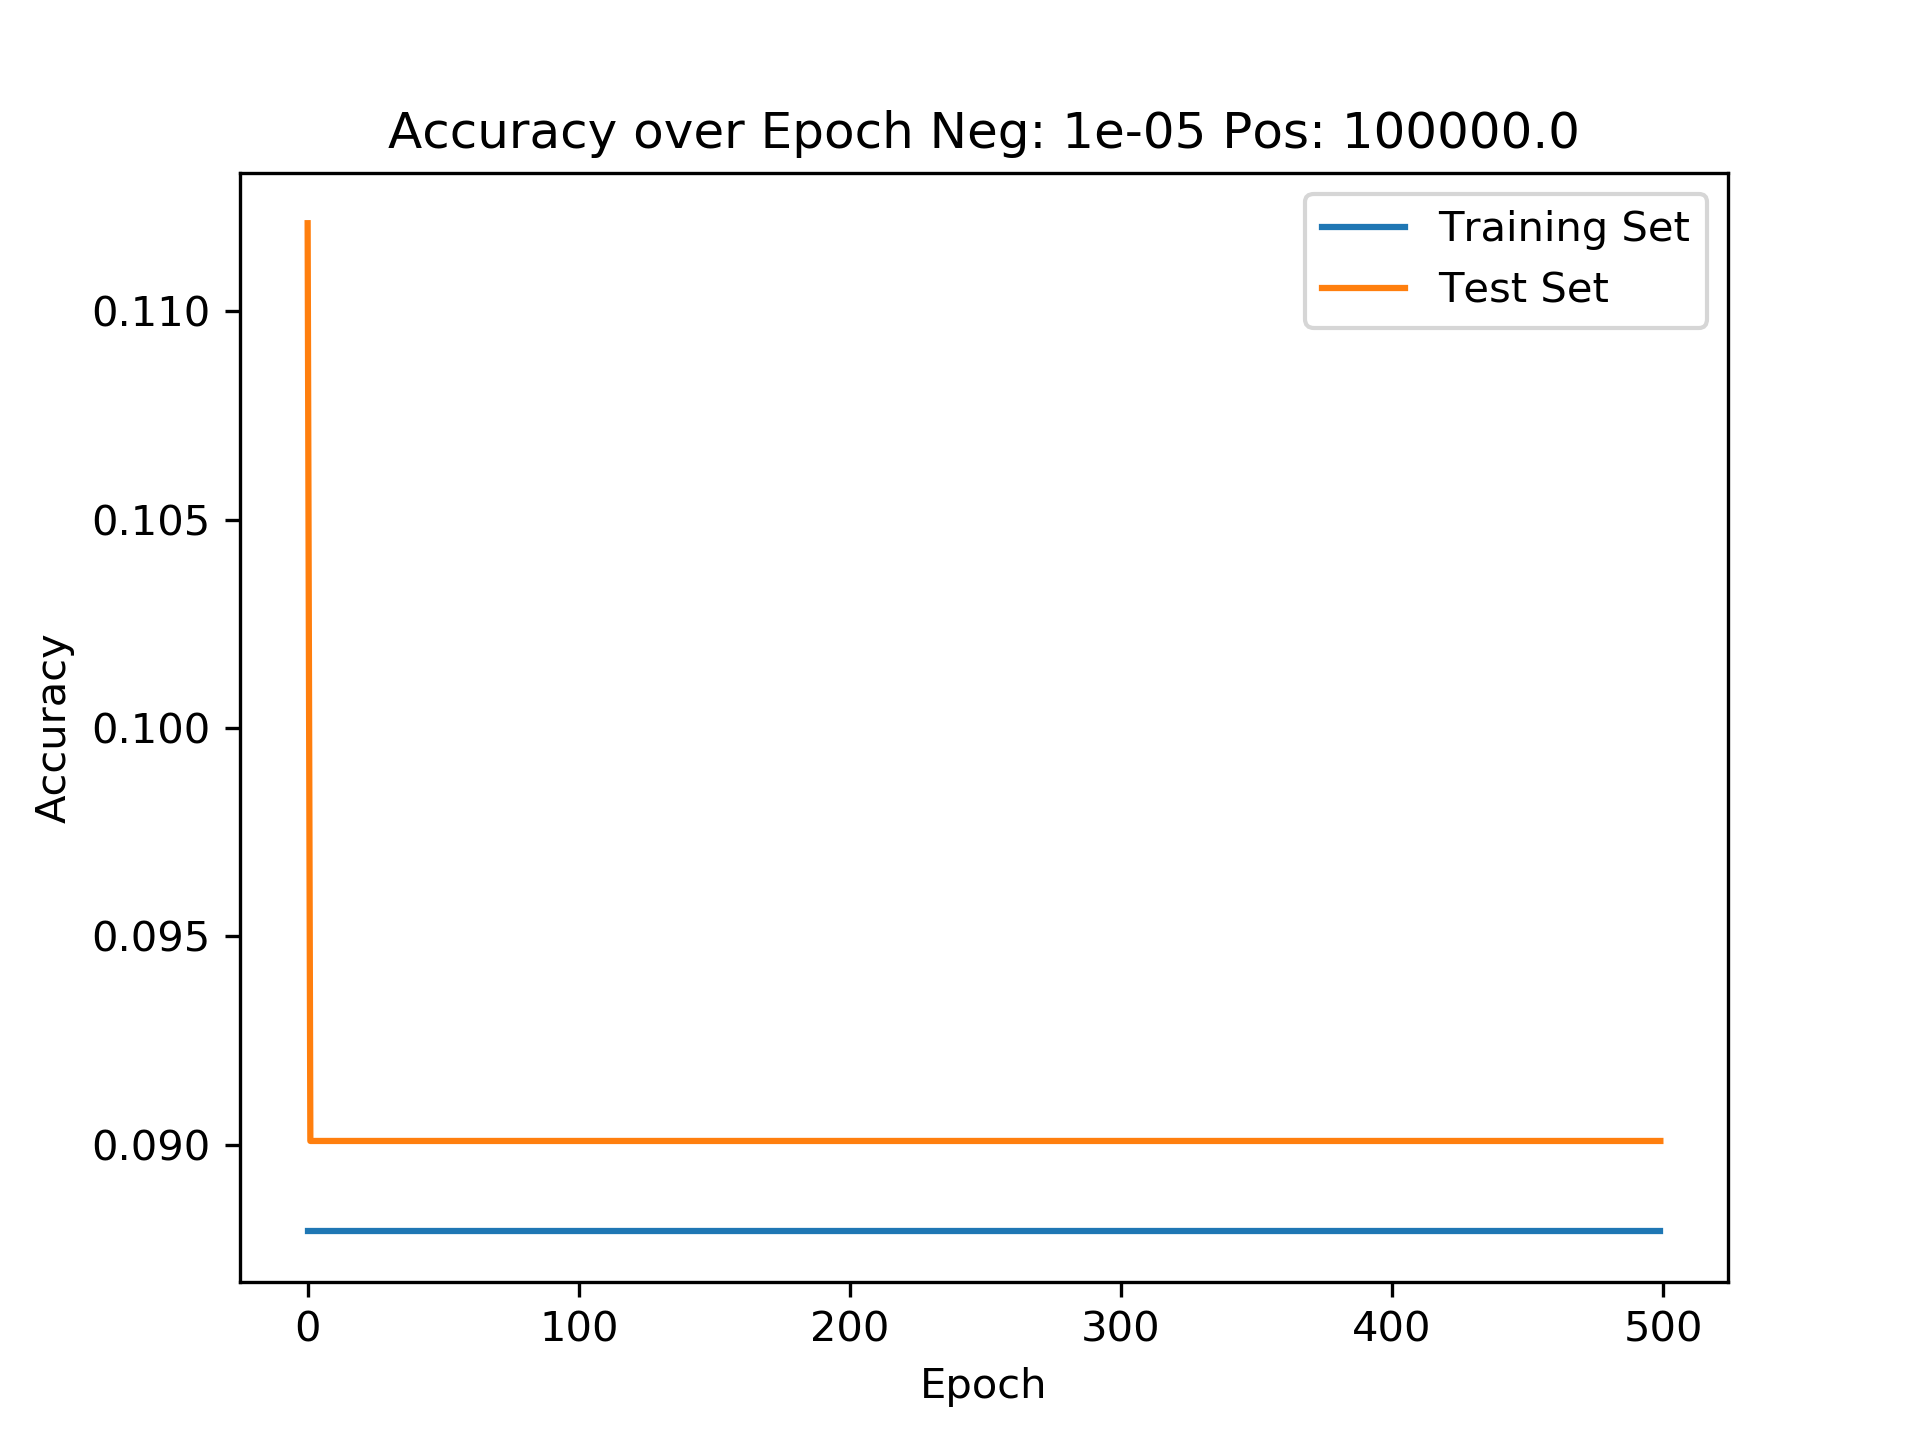 Accuracy over Epoch Neg: 1e-05 Pos: 100000.0
Training Set
Test Set
0.110
0.105
0.100
0.095
0.090
Accuracy
0 100 200 300 400 500
Epoch